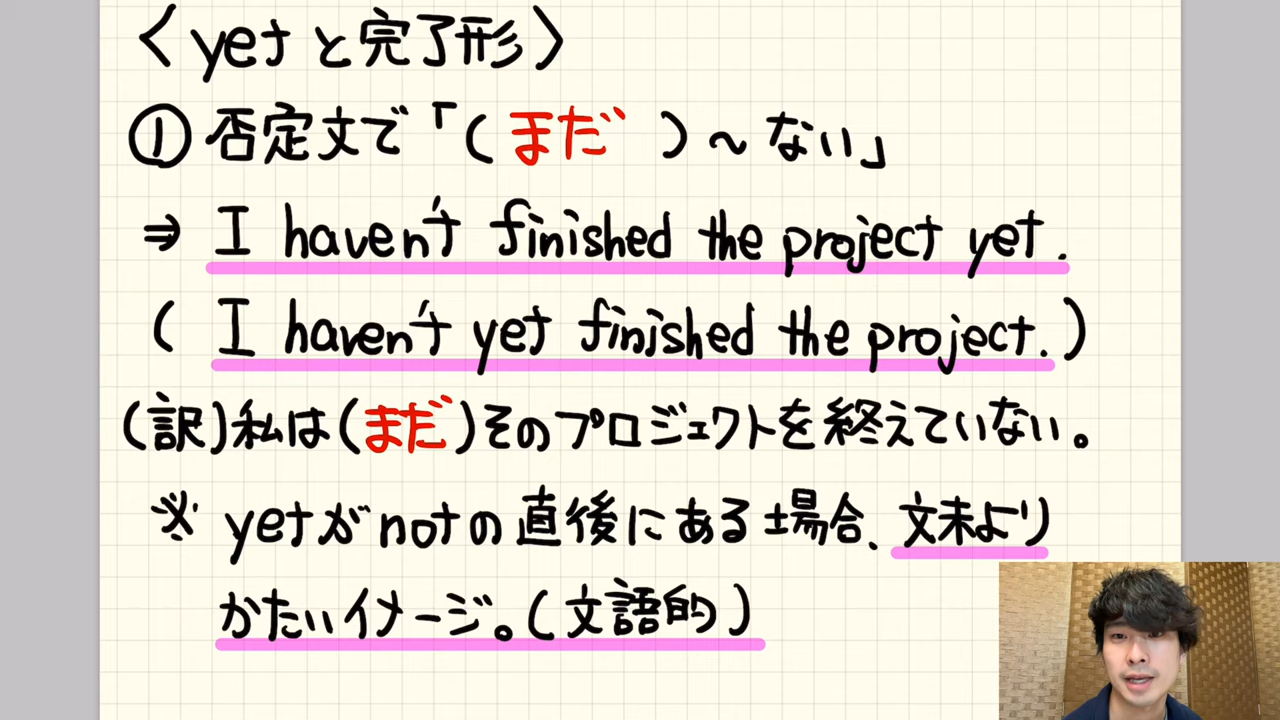 〈yetと完了形〉
① 否定文で「(まだ)～ない」
⇒ I haven't finished the project yet.
(I haven't yet finished the project.)
(訳)私は(まだ)そのプロジェクトを終えていない。
※ yetがnotの直後にある場合、文末より
かたいイメージ。(文語的)